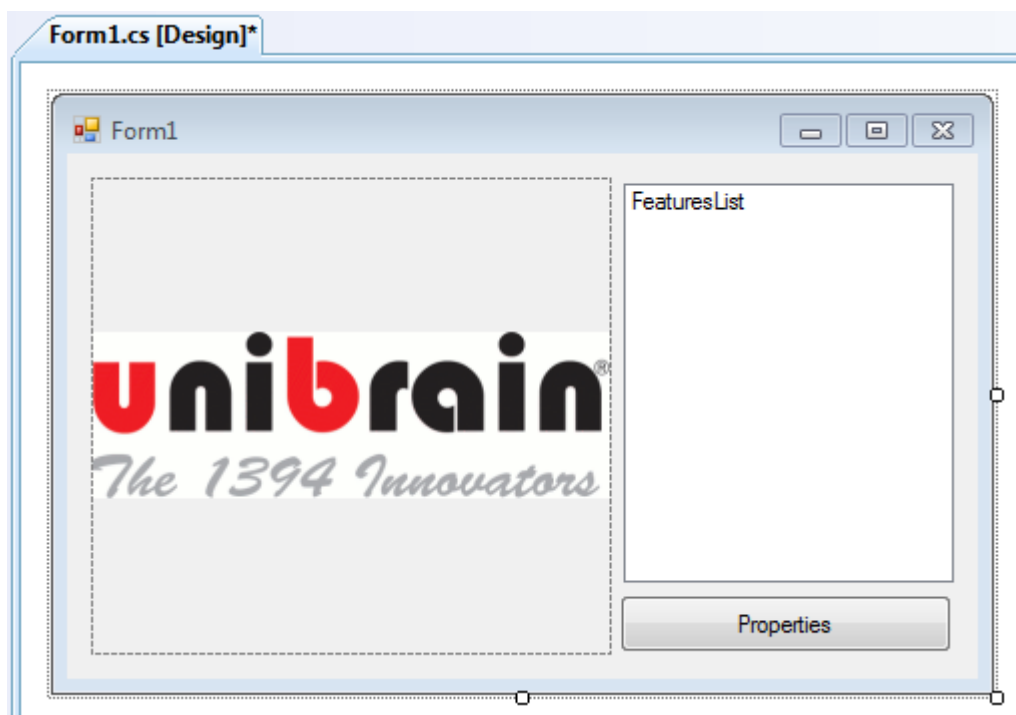 Form1.cs [Design]*
Form1
FeaturesList
unibrain®
The 1394 Innovators
Properties